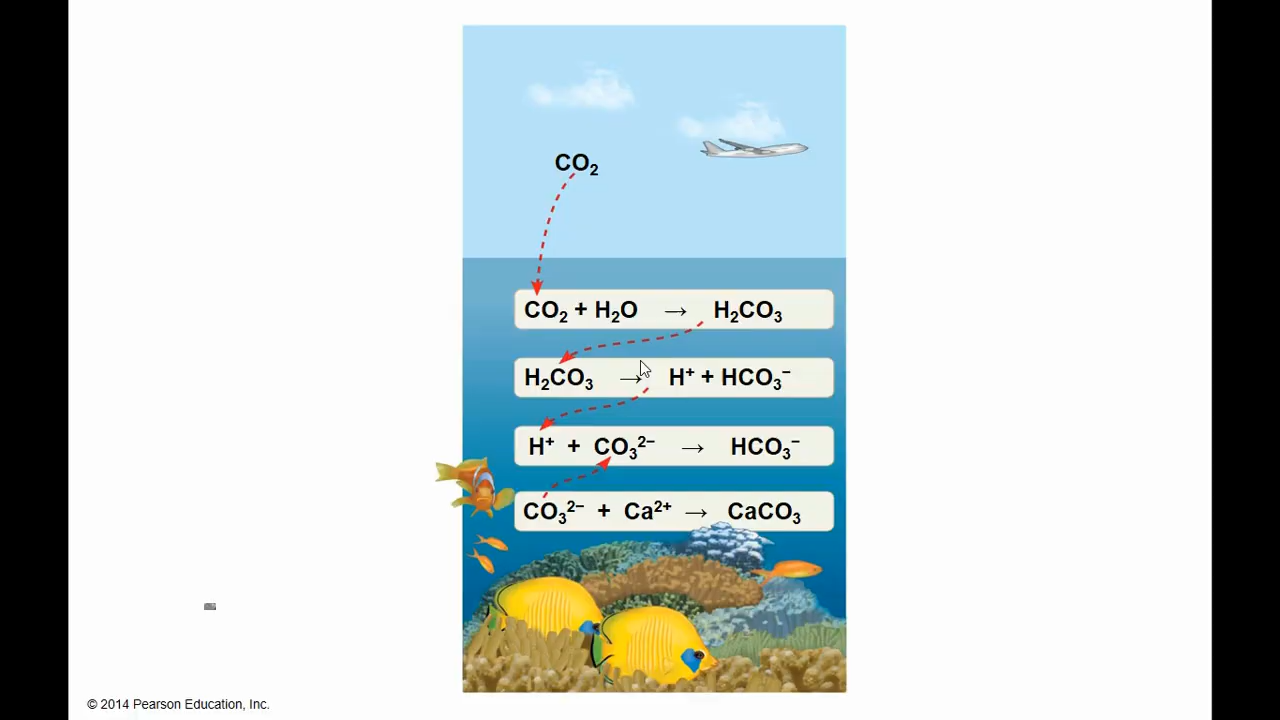 CO₂
CO₂ + H₂O → H₂CO₃
H₂CO₃ → H⁺ + HCO₃⁻
H⁺ + CO₃²⁻ → HCO₃⁻
CO₃²⁻ + Ca²⁺ → CaCO₃
© 2014 Pearson Education, Inc.